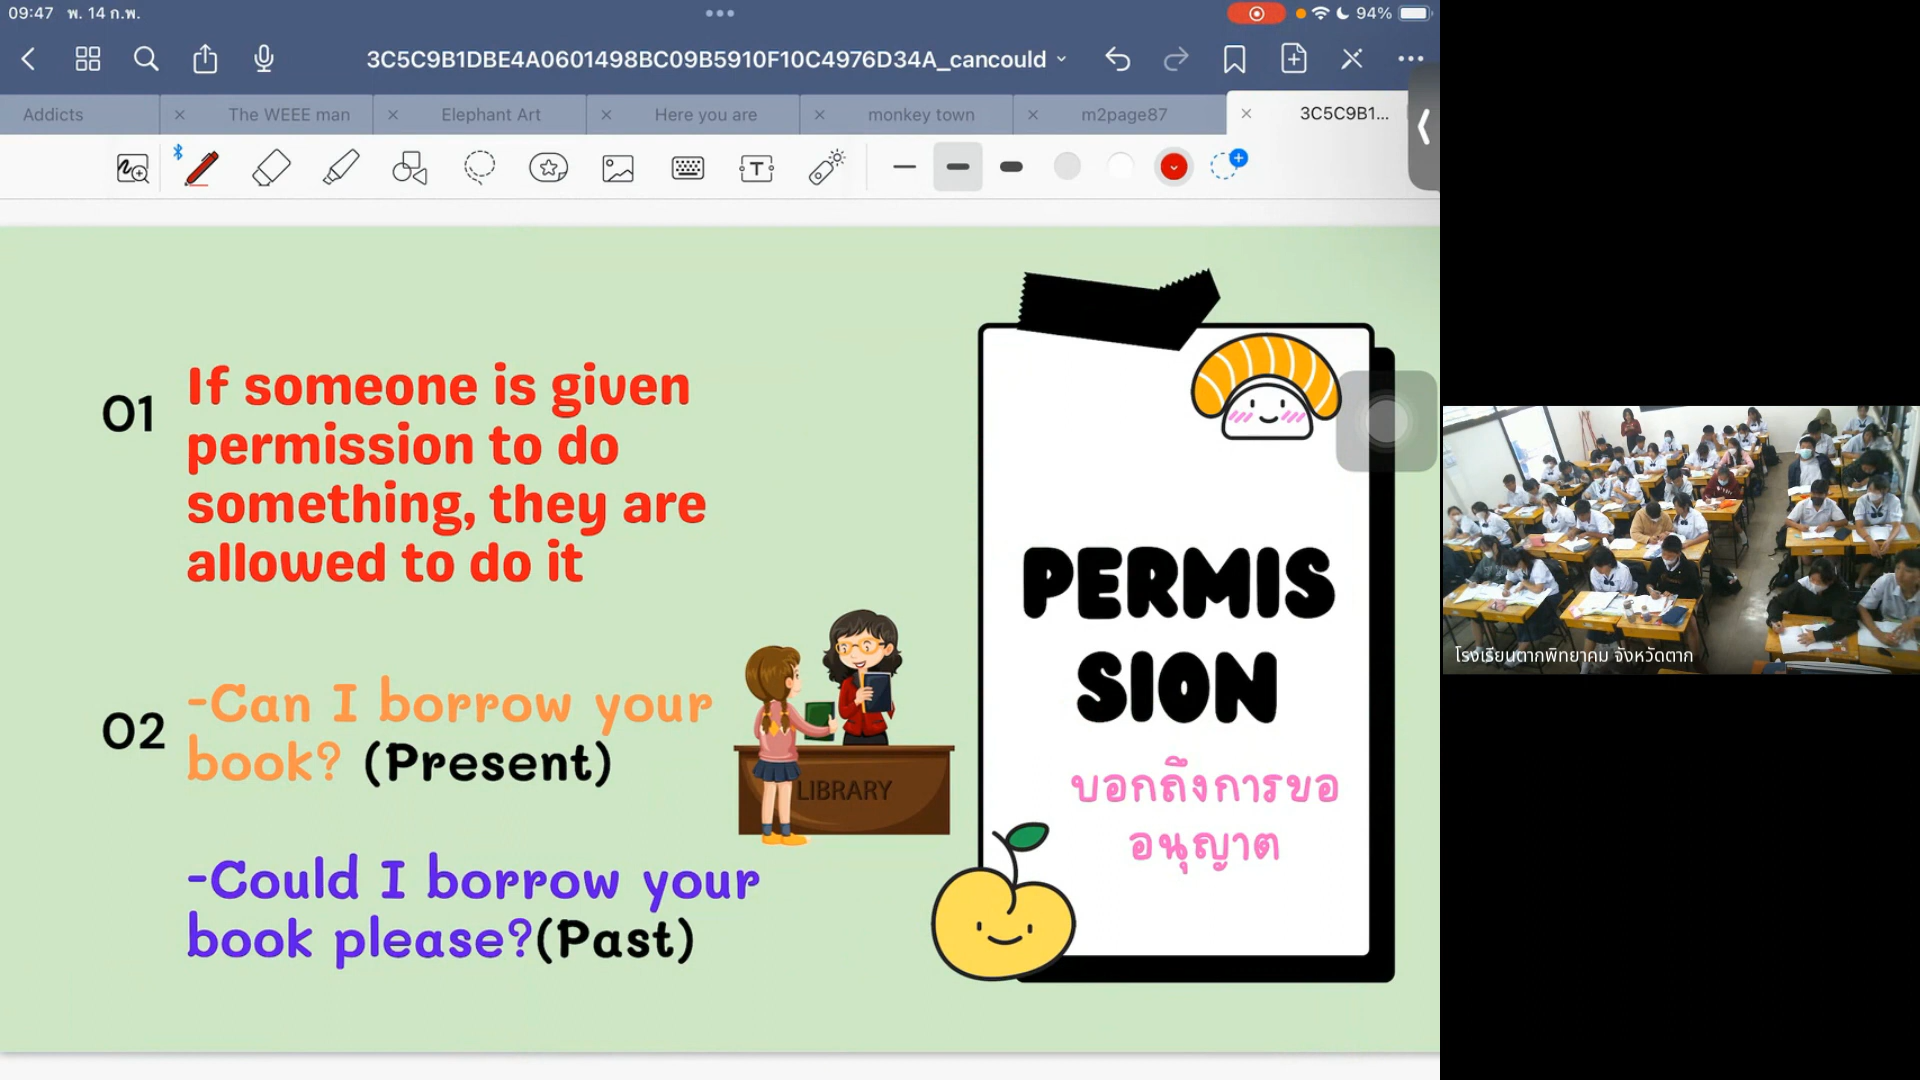 09:47 พ. 14 ก.พ.
94%
3C5C9B1DBE4A0601498BC09B5910F10C4976D34A_cancould
Addicts
The WEEE man
Elephant Art
Here you are
monkey town
m2page87
3C5C9B1...
01
If someone is given
permission to do
something, they are
allowed to do it
02
-Can I borrow your
book? (Present)
-Could I borrow your
book please?(Past)
LIBRARY
PERMIS
SION
บอกถึงการขอ
อนุญาต
โรงเรียนตากพิทยาคม จังหวัดตาก